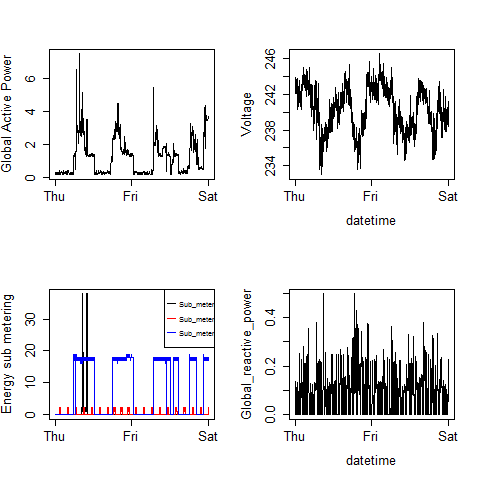 Global Active Power
0 2 4 6
Thu Fri Sat
Voltage
234 238 242 246
Thu Fri Sat
datetime
Energy sub metering
0 10 20 30
Thu Fri Sat
Sub_meter
Sub_meter
Sub_meter
Global_reactive_power
0.0 0.2 0.4
Thu Fri Sat
datetime